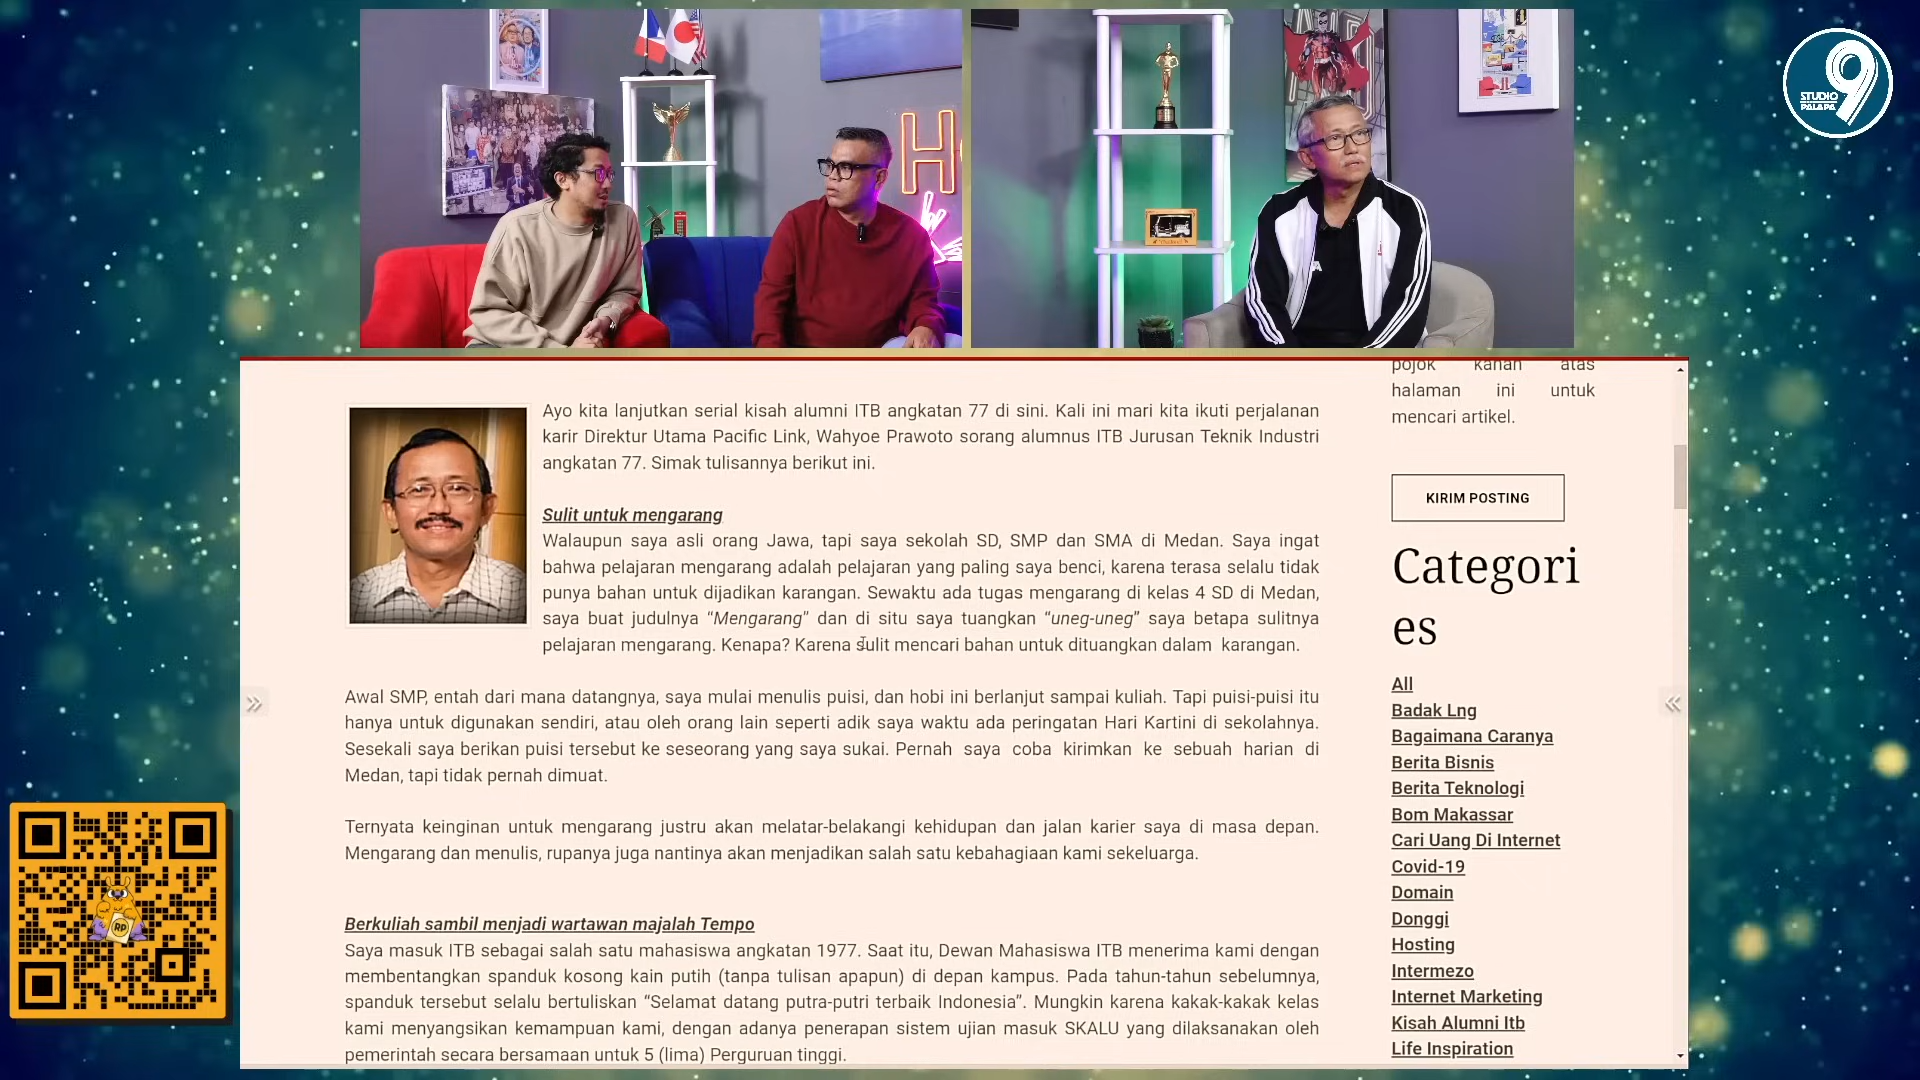 STUDIO
PALAPA
9
H
pojok kanan atas
halaman ini untuk
mencari artikel.
Ayo kita lanjutkan serial kisah alumni ITB angkatan 77 di sini. Kali ini mari kita ikuti perjalanan
karir Direktur Utama Pacific Link, Wahyoe Prawoto sorang alumnus ITB Jurusan Teknik Industri
angkatan 77. Simak tulisannya berikut ini.
Sulit untuk mengarang
Walaupun saya asli orang Jawa, tapi saya sekolah SD, SMP dan SMA di Medan. Saya ingat
bahwa pelajaran mengarang adalah pelajaran yang paling saya benci, karena terasa selalu tidak
punya bahan untuk dijadikan karangan. Sewaktu ada tugas mengarang di kelas 4 SD di Medan,
saya buat judulnya “Mengarang” dan di situ saya tuangkan “uneg-uneg” saya betapa sulitnya
pelajaran mengarang. Kenapa? Karena sulit mencari bahan untuk dituangkan dalam karangan.
Awal SMP, entah dari mana datangnya, saya mulai menulis puisi, dan hobi ini berlanjut sampai kuliah. Tapi puisi-puisi itu
hanya untuk digunakan sendiri, atau oleh orang lain seperti adik saya waktu ada peringatan Hari Kartini di sekolahnya.
Sesekali saya berikan puisi tersebut ke seseorang yang saya sukai. Pernah saya coba kirimkan ke sebuah harian di
Medan, tapi tidak pernah dimuat.
Ternyata keinginan untuk mengarang justru akan melatar-belakangi kehidupan dan jalan karier saya di masa depan.
Mengarang dan menulis, rupanya juga nantinya akan menjadikan salah satu kebahagiaan kami sekeluarga.
Berkuliah sambil menjadi wartawan majalah Tempo
Saya masuk ITB sebagai salah satu mahasiswa angkatan 1977. Saat itu, Dewan Mahasiswa ITB menerima kami dengan
membentangkan spanduk kosong kain putih (tanpa tulisan apapun) di depan kampus. Pada tahun-tahun sebelumnya,
spanduk tersebut selalu bertuliskan “Selamat datang putra-putri terbaik Indonesia”. Mungkin karena kakak-kakak kelas
kami menyangsikan kemampuan kami, dengan adanya penerapan sistem ujian masuk SKALU yang dilaksanakan oleh
pemerintah secara bersamaan untuk 5 (lima) Perguruan tinggi.
KIRIM POSTING
Categori
es
All
Badak Lng
Bagaimana Caranya
Berita Bisnis
Berita Teknologi
Bom Makassar
Cari Uang Di Internet
Covid-19
Domain
Donggi
Hosting
Intermezo
Internet Marketing
Kisah Alumni Itb
Life Inspiration
RP